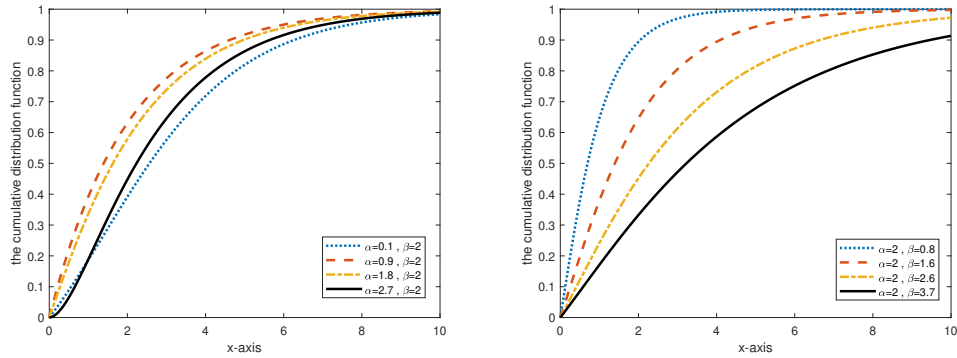 the cumulative distribution function
1
0.9
0.8
0.7
0.6
0.5
0.4
0.3
0.2
0.1
0
0 2 4 6 8 10
x-axis
α=0.1 , β=2
α=0.9 , β=2
α=1.8 , β=2
α=2.7 , β=2
the cumulative distribution function
1
0.9
0.8
0.7
0.6
0.5
0.4
0.3
0.2
0.1
0
0 2 4 6 8 10
x-axis
α=2 , β=0.8
α=2 , β=1.6
α=2 , β=2.6
α=2 , β=3.7